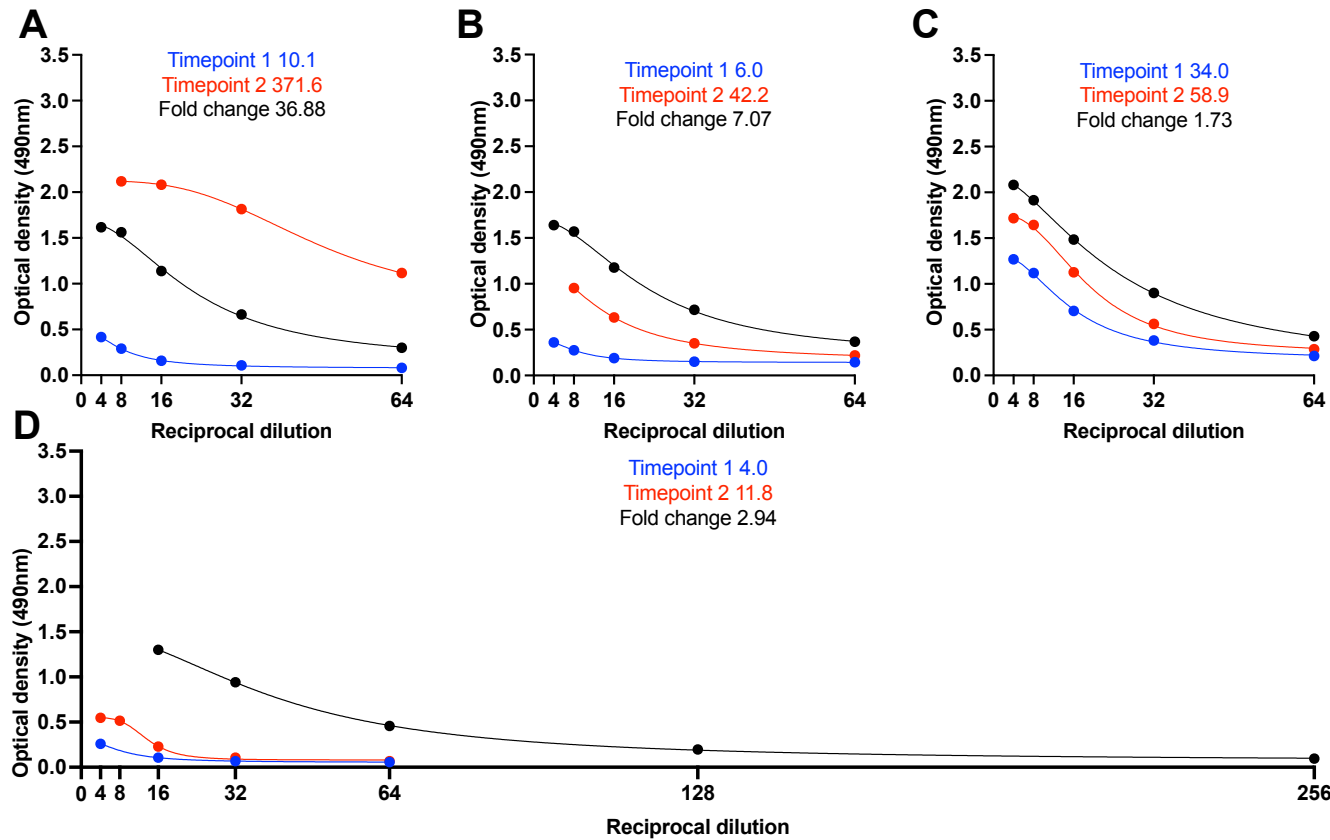 A
Timepoint 1 10.1
Timepoint 2 371.6
Fold change 36.88
Optical density (490nm)
3.5
3.0
2.5
2.0
1.5
1.0
0.5
0.0
0 4 8 16 32 64
Reciprocal dilution
B
Timepoint 1 6.0
Timepoint 2 42.2
Fold change 7.07
Optical density (490nm)
3.5
3.0
2.5
2.0
1.5
1.0
0.5
0.0
0 4 8 16 32 64
Reciprocal dilution
C
Timepoint 1 34.0
Timepoint 2 58.9
Fold change 1.73
Optical density (490nm)
3.5
3.0
2.5
2.0
1.5
1.0
0.5
0.0
0 4 8 16 32 64
Reciprocal dilution
D
Timepoint 1 4.0
Timepoint 2 11.8
Fold change 2.94
Optical density (490nm)
3.5
3.0
2.5
2.0
1.5
1.0
0.5
0.0
0 4 8 16 32 64 128 256
Reciprocal dilution